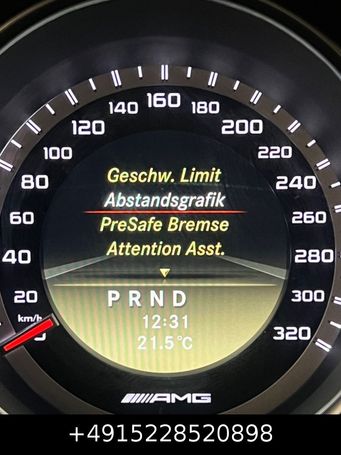 160
140 180
120 200
100 220
80 240
60 260
40 280
20 300
km/h 320
Geschw. Limit
Abstandsgrafik
PreSafe Bremse
Attention Asst.
P R N D
12:31
21.5°C
AMG
+4915228520898